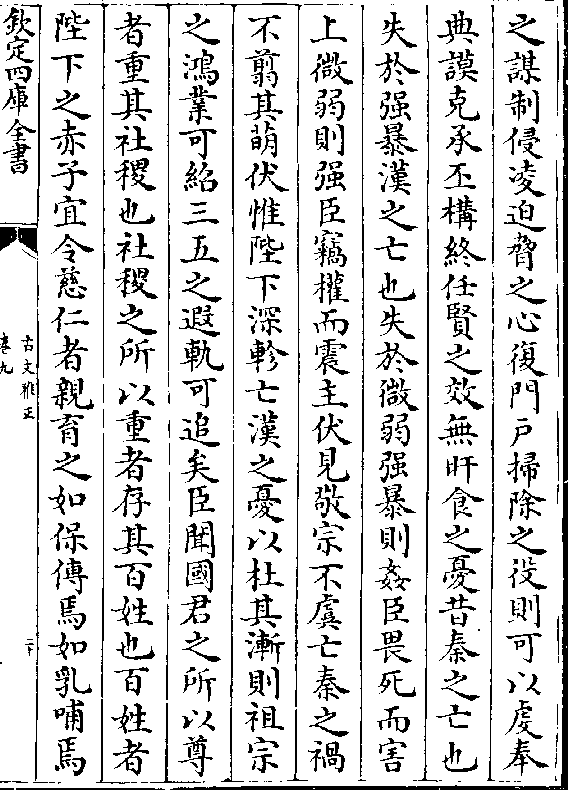 之謀制侵凌迫脅之心復門戸掃除之役則可以虔奉
典謨克承丕構終任賢之效無旰食之憂昔秦之亡也
失於强暴漢之亡也失於微弱强暴則姦臣畏死而害
上微弱則强臣竊權而震主伏見敬宗不虞亡秦之禍
不翦其萌伏惟陛下深軫亡漢之憂以杜其漸則祖宗
之鴻業可紹三五之遐軌可追矣臣聞國君之所以尊
者重其社稷也社稷之所以重者存其百姓也百姓者
陛下之赤子宜令慈仁者親育之如保傅焉如乳哺焉
欽定四庫全書
古文雅正
卷九